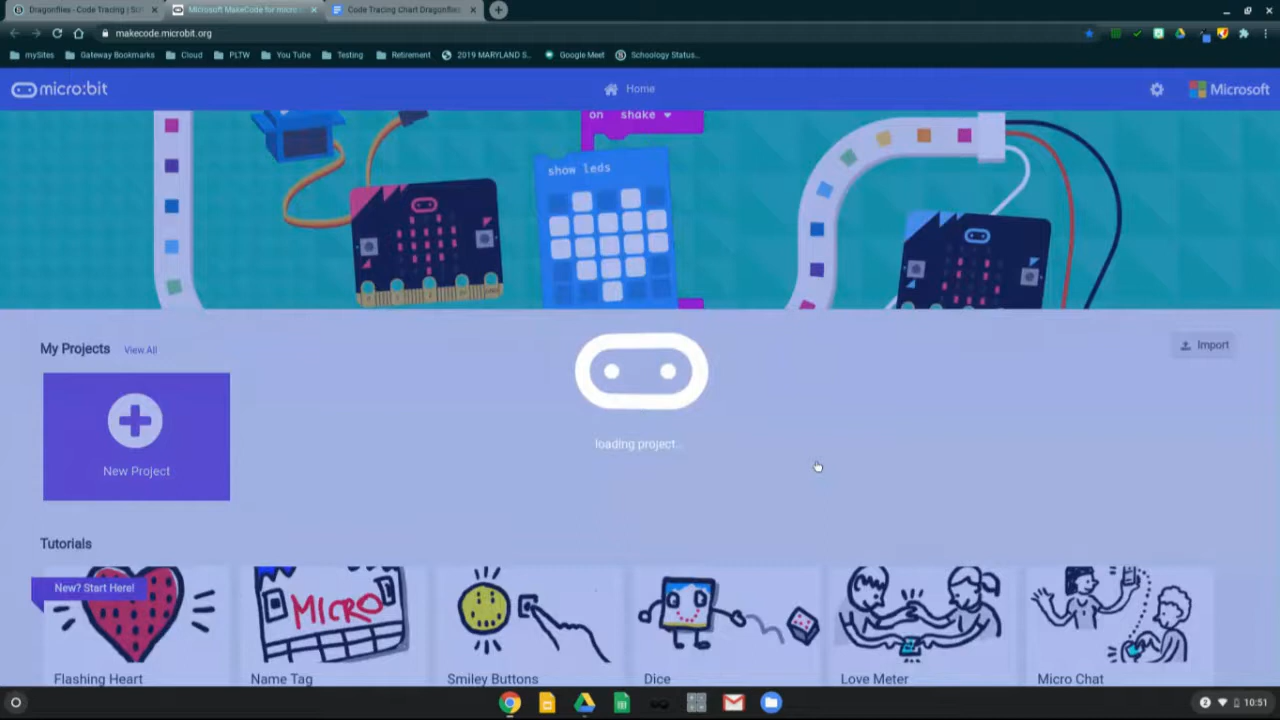 Dragonflies - Code Tracing | Sch
Microsoft MakeCode for micro:bi
Code Tracing Chart Dragonflies
makecode.microbit.org
mySites Gateway Bookmarks Cloud PLTW You Tube Testing Retirement 2019 MARYLAND S... Google Meet Schoology Status...
micro:bit Home Microsoft
on shake
show leds
My Projects View All Import
loading project...
New Project
Tutorials
New? Start Here!
MICRO
Flashing Heart Name Tag Smiley Buttons Dice Love Meter Micro Chat
2 10:51